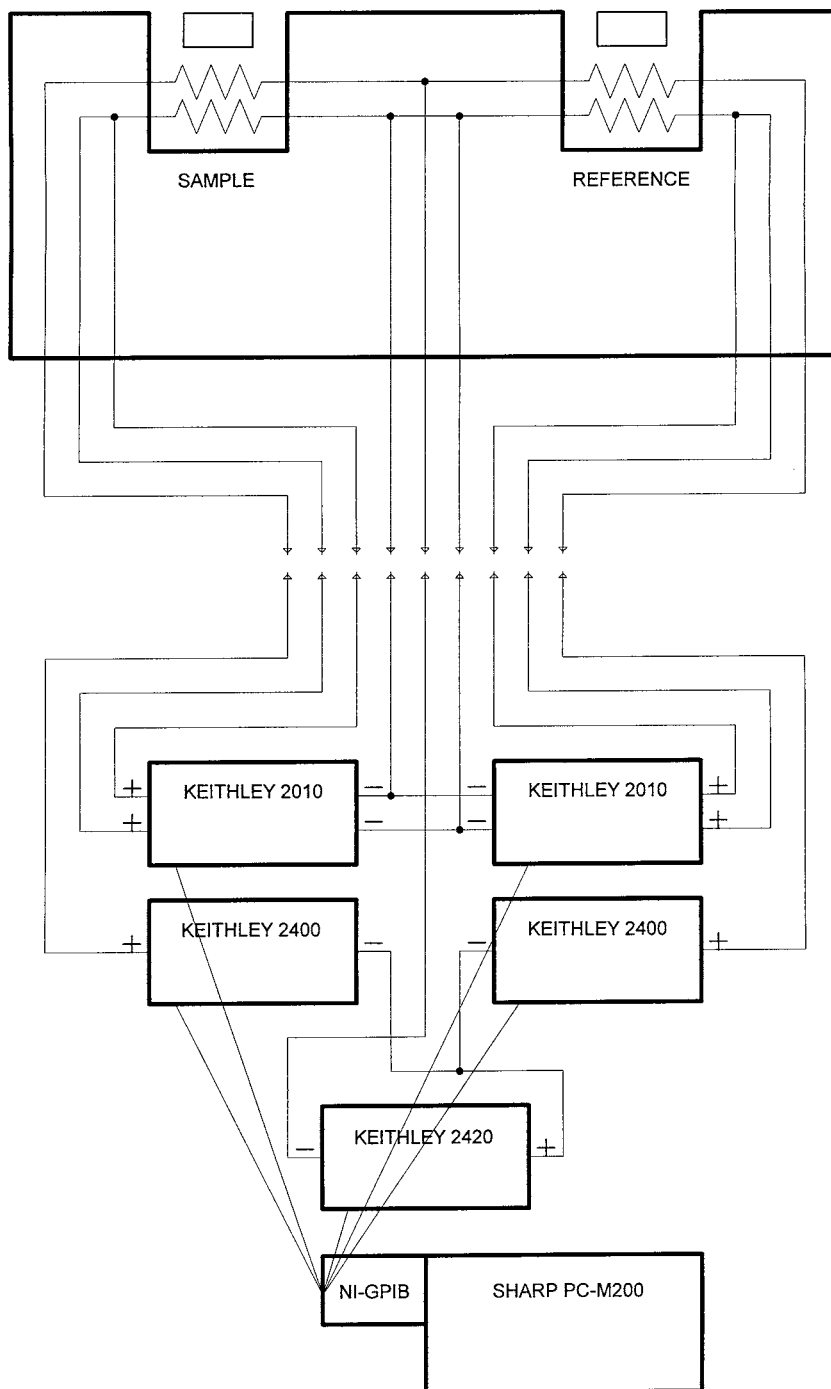 SAMPLE
REFERENCE
+ KEITHLEY 2010 −
− KEITHLEY 2010 +
+ −
− +
+ KEITHLEY 2400 −
− KEITHLEY 2400 +
− KEITHLEY 2420 +
NI-GPIB
SHARP PC-M200